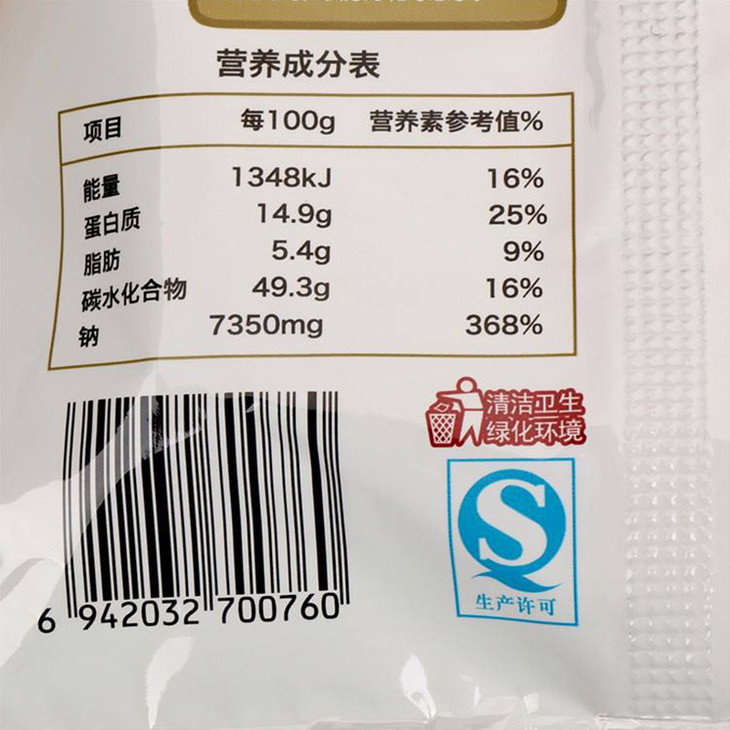 营养成分表
项目 每100g 营养素参考值%
能量 1348kJ 16%
蛋白质 14.9g 25%
脂肪 5.4g 9%
碳水化合物 49.3g 16%
钠 7350mg 368%
清洁卫生
绿化环境
生产许可
6 942032 700760